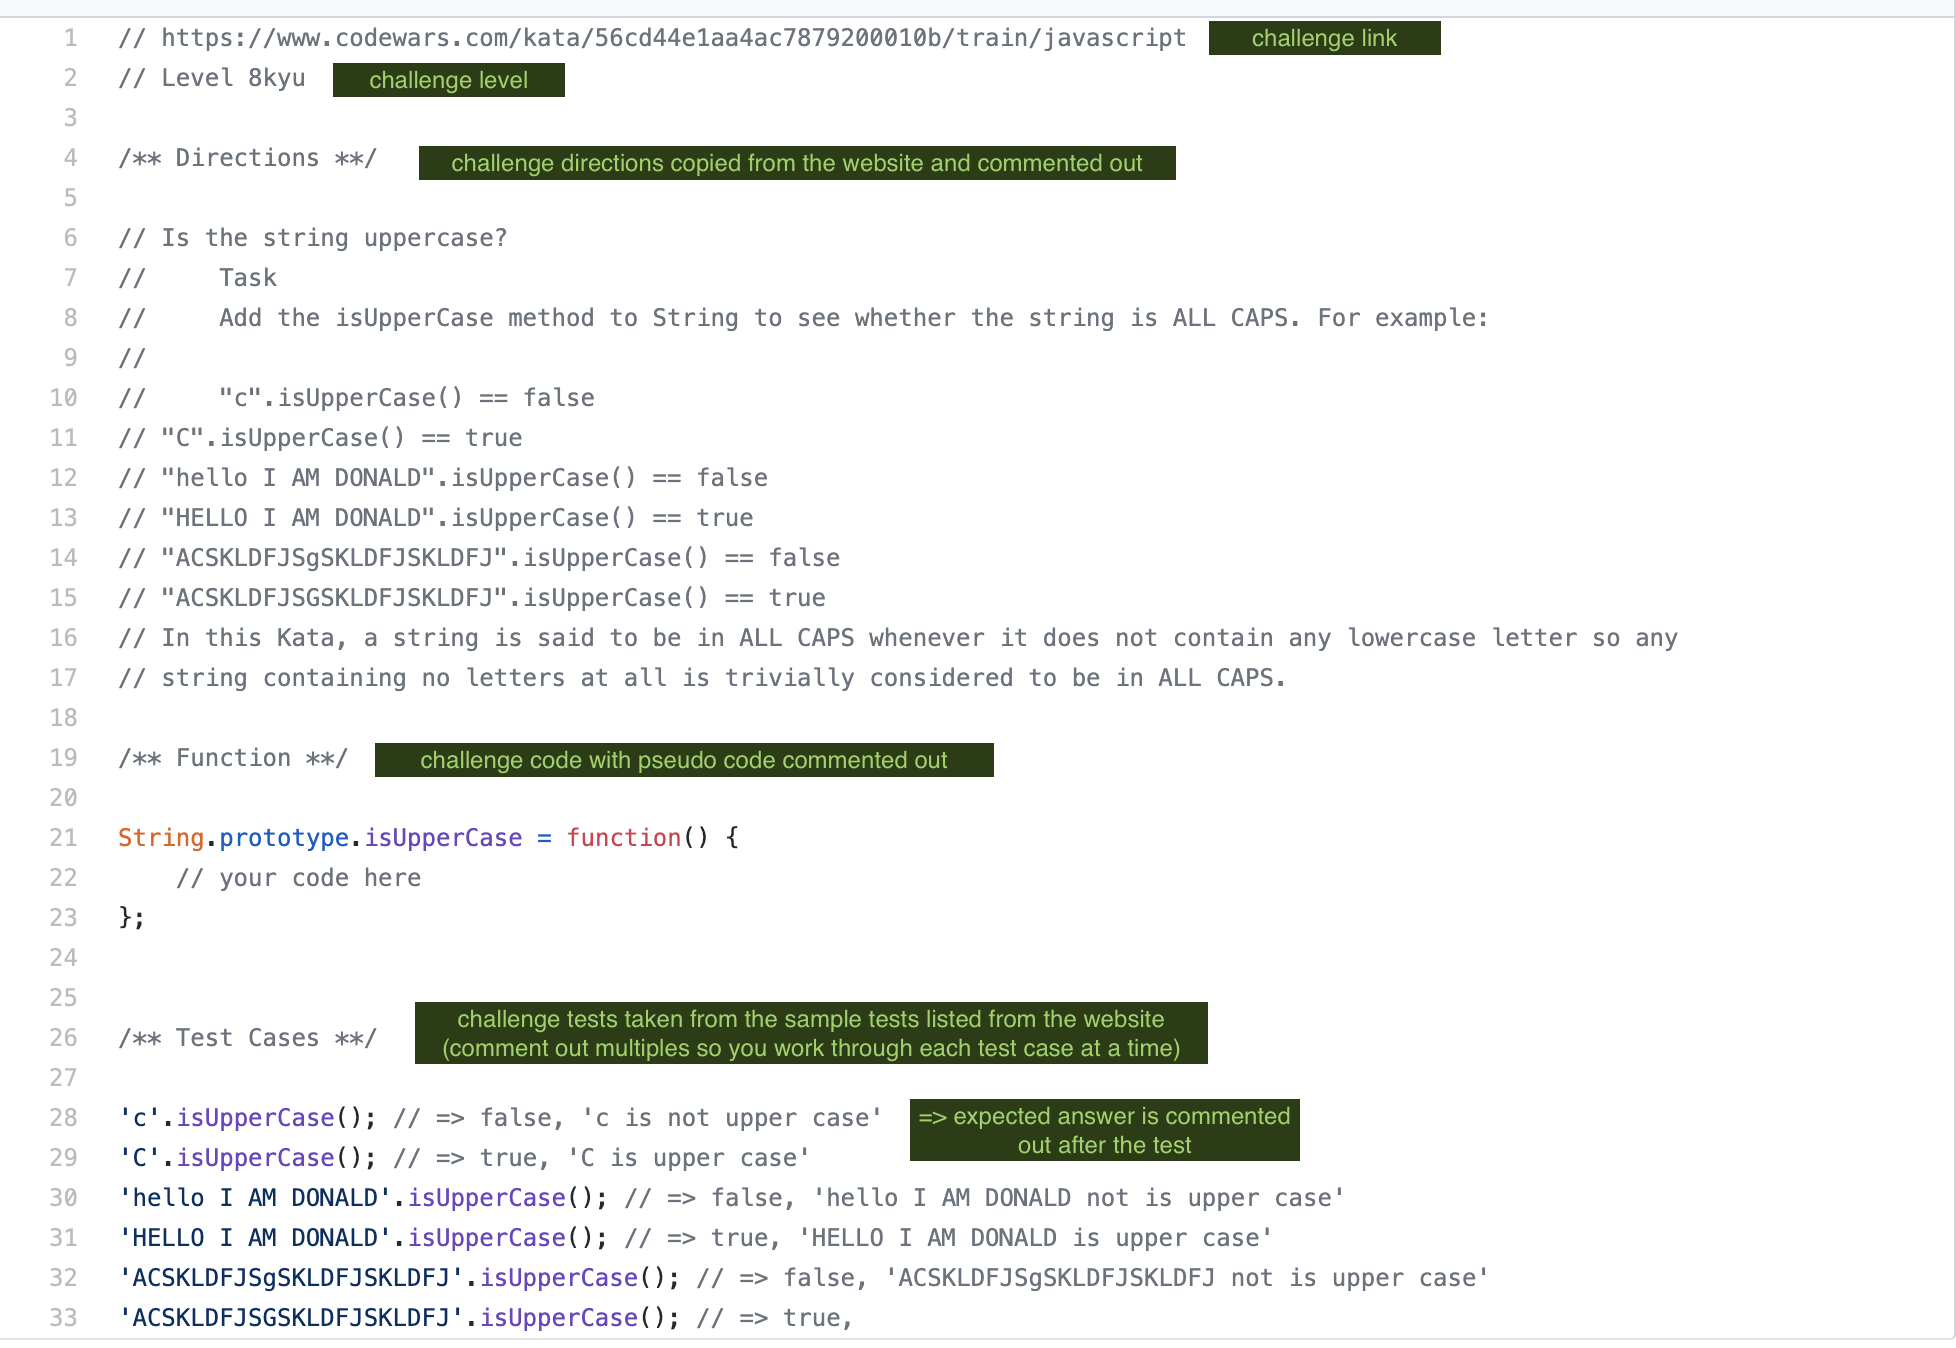 1 // https://www.codewars.com/kata/56cd44e1aa4ac7879200010b/train/javascript challenge link
2 // Level 8kyu challenge level
3
4 /** Directions **/ challenge directions copied from the website and commented out
5
6 // Is the string uppercase?
7 //     Task
8 //     Add the isUpperCase method to String to see whether the string is ALL CAPS. For example:
9 //
10 //     "c".isUpperCase() == false
11 // "C".isUpperCase() == true
12 // "hello I AM DONALD".isUpperCase() == false
13 // "HELLO I AM DONALD".isUpperCase() == true
14 // "ACSKLDFJSgSKLDFJSKLDFJ".isUpperCase() == false
15 // "ACSKLDFJSGSKLDFJSKLDFJ".isUpperCase() == true
16 // In this Kata, a string is said to be in ALL CAPS whenever it does not contain any lowercase letter so any
17 // string containing no letters at all is trivially considered to be in ALL CAPS.
18
19 /** Function **/ challenge code with pseudo code commented out
20
21 String.prototype.isUpperCase = function() {
22     // your code here
23 };
24
25
challenge tests taken from the sample tests listed from the website
26 /** Test Cases **/ (comment out multiples so you work through each test case at a time)
27
28 'c'.isUpperCase(); // => false, 'c is not upper case' => expected answer is commented
29 'C'.isUpperCase(); // => true, 'C is upper case' out after the test
30 'hello I AM DONALD'.isUpperCase(); // => false, 'hello I AM DONALD not is upper case'
31 'HELLO I AM DONALD'.isUpperCase(); // => true, 'HELLO I AM DONALD is upper case'
32 'ACSKLDFJSgSKLDFJSKLDFJ'.isUpperCase(); // => false, 'ACSKLDFJSgSKLDFJSKLDFJ not is upper case'
33 'ACSKLDFJSGSKLDFJSKLDFJ'.isUpperCase(); // => true,